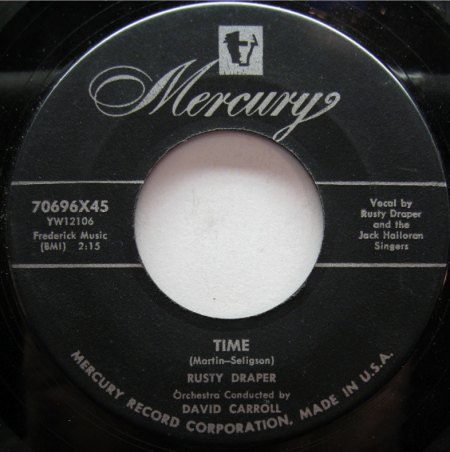 Mercury
70696X45
YW12106
Frederick Music
(BMI) 2:15
Vocal by
Rusty Draper
and the
Jack Halloran
Singers
TIME
(Martin-Seligson)
RUSTY DRAPER
Orchestra Conducted by
DAVID CARROLL
MERCURY RECORD CORPORATION, MADE IN U.S.A.